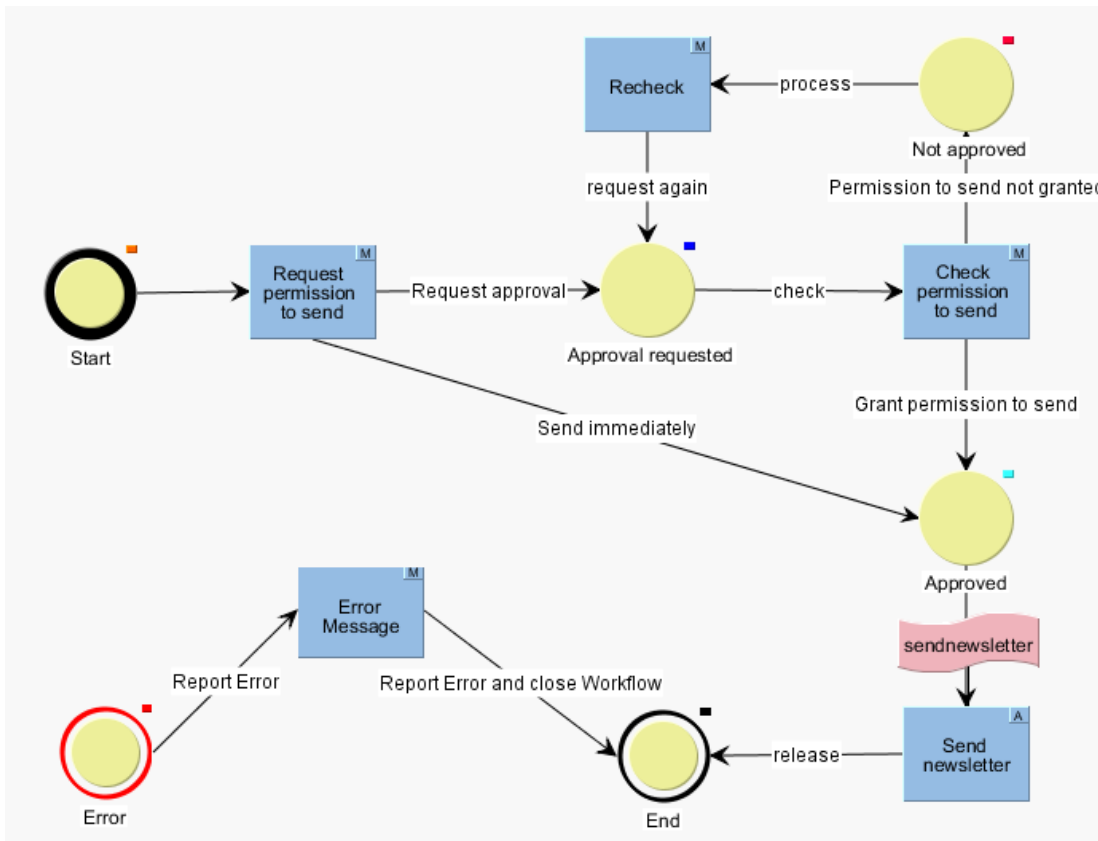 M
Recheck
process
Not approved
request again
Permission to send not granted
M
Request
permission
to send
Request approval
check
M
Check
permission
to send
Start
Approval requested
Grant permission to send
Send immediately
Approved
M
Error
Message
sendnewsletter
Report Error
Report Error and close Workflow
A
Send
newsletter
release
Error
End